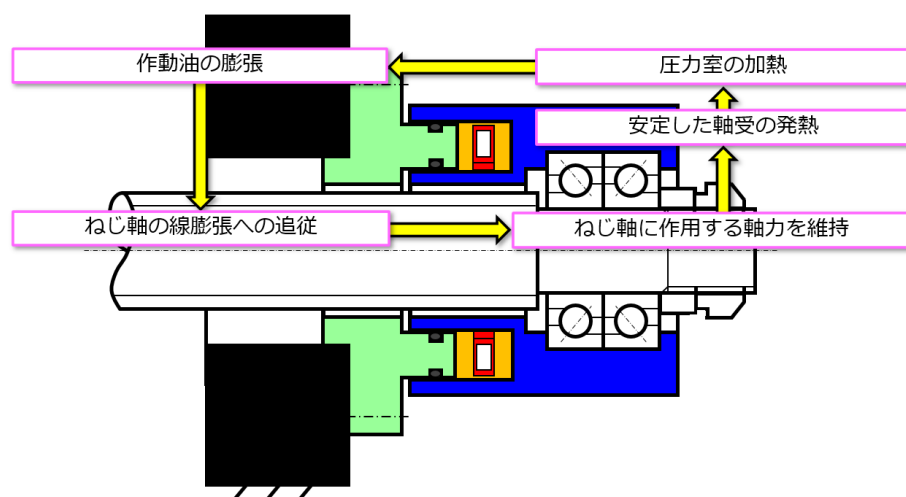 作動油の膨張
圧力室の加熱
安定した軸受の発熱
ねじ軸の線膨張への追従
ねじ軸に作用する軸力を維持